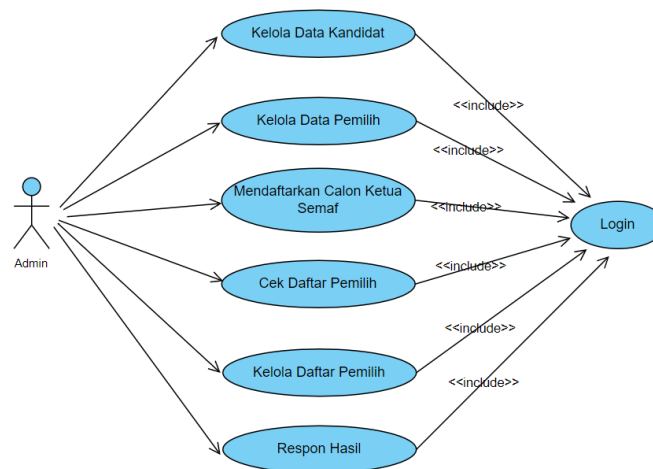 Kelola Data Kandidat
<<include>>
Kelola Data Pemilih
<<include>>
Mendaftarkan Calon Ketua
Semaf
<<include>>
Login
Admin
Cek Daftar Pemilih
<<include>>
<<include>>
Kelola Daftar Pemilih
<<include>>
Respon Hasil